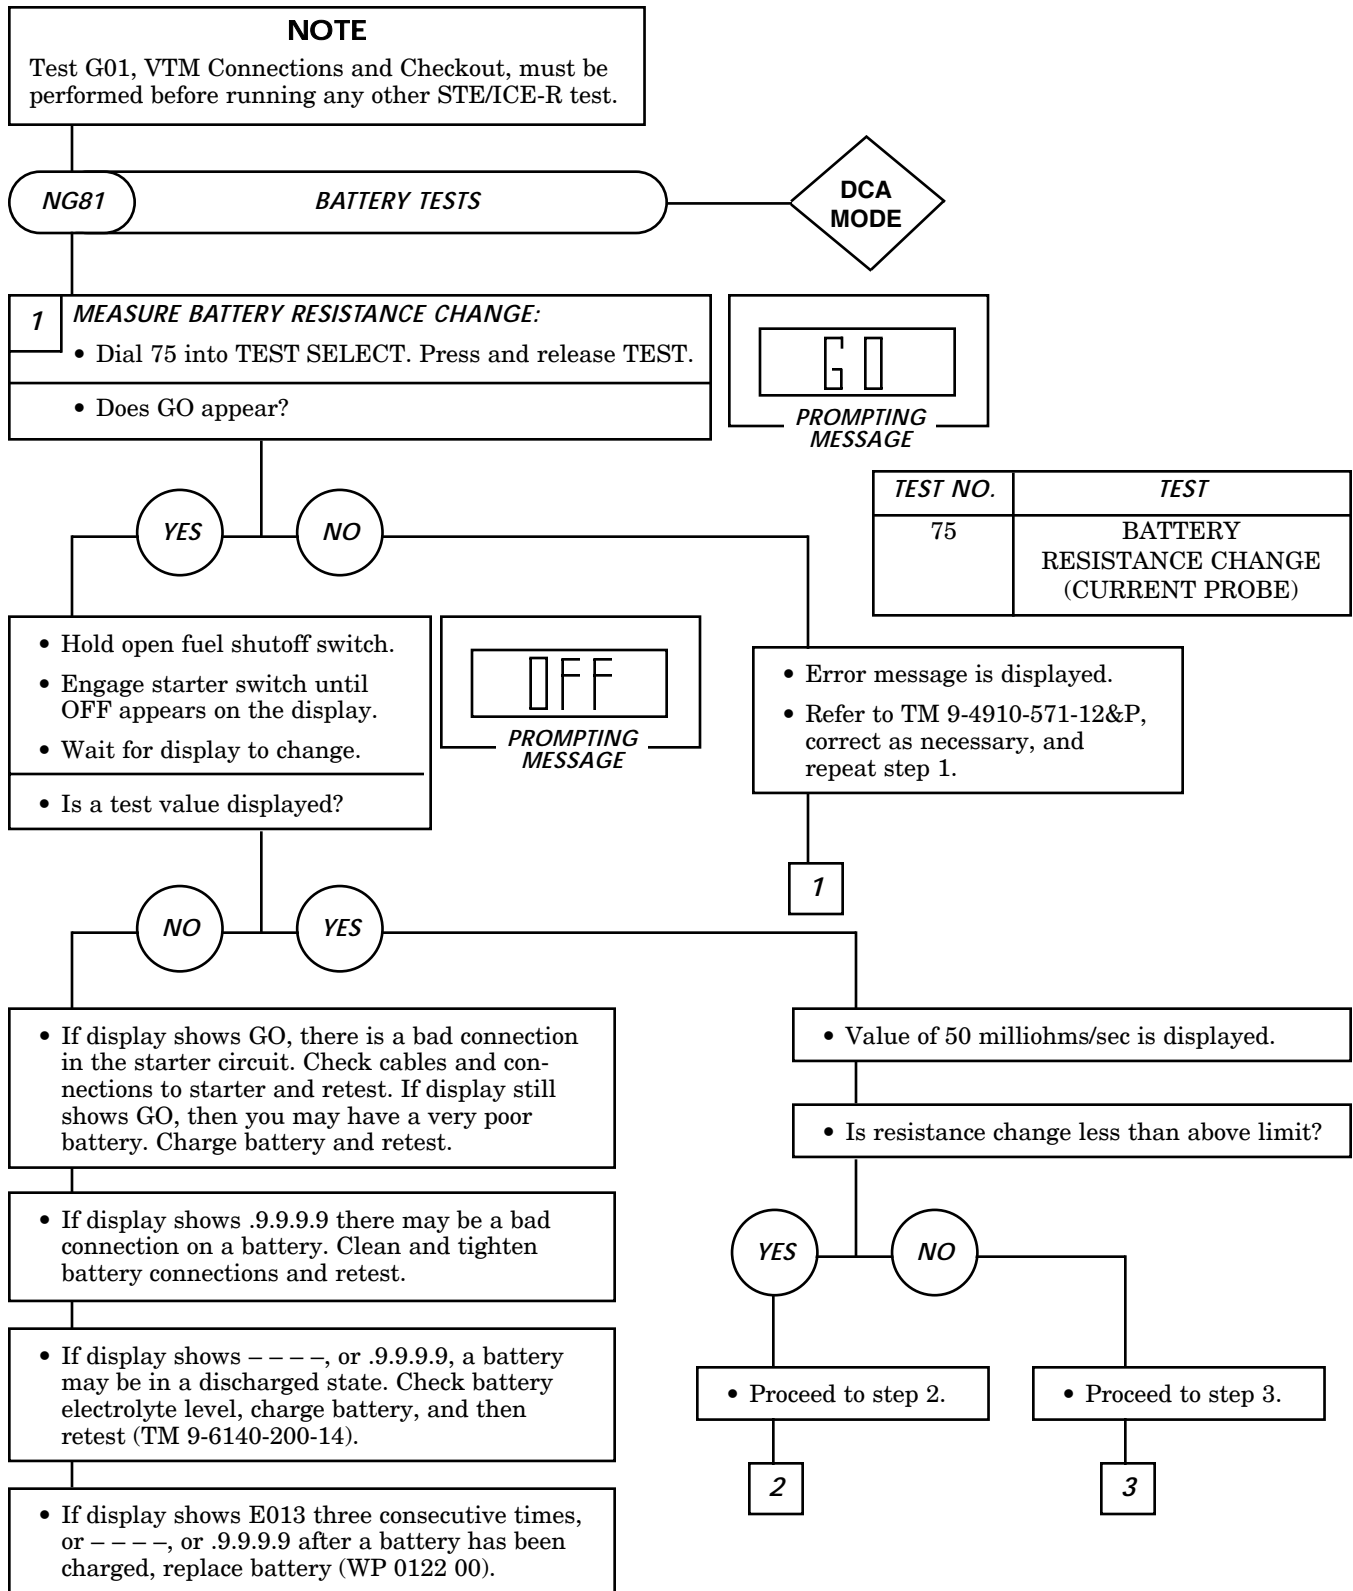 NOTE
Test G01, VTM Connections and Checkout, must be
performed before running any other STE/ICE-R test.
NG81
BATTERY TESTS
DCA
MODE
1
MEASURE BATTERY RESISTANCE CHANGE:
• Dial 75 into TEST SELECT. Press and release TEST.
• Does GO appear?
GO
PROMPTING
MESSAGE
TEST NO.
TEST
75
BATTERY
RESISTANCE CHANGE
(CURRENT PROBE)
YES
NO
• Hold open fuel shutoff switch.
• Engage starter switch until
OFF appears on the display.
• Wait for display to change.
• Is a test value displayed?
OFF
PROMPTING
MESSAGE
• Error message is displayed.
• Refer to TM 9-4910-571-12&P,
correct as necessary, and
repeat step 1.
1
NO
YES
• If display shows GO, there is a bad connection
in the starter circuit. Check cables and con-
nections to starter and retest. If display still
shows GO, then you may have a very poor
battery. Charge battery and retest.
• If display shows .9.9.9.9 there may be a bad
connection on a battery. Clean and tighten
battery connections and retest.
• If display shows – – – –, or .9.9.9.9, a battery
may be in a discharged state. Check battery
electrolyte level, charge battery, and then
retest (TM 9-6140-200-14).
• If display shows E013 three consecutive times,
or – – – –, or .9.9.9.9 after a battery has been
charged, replace battery (WP 0122 00).
• Value of 50 milliohms/sec is displayed.
• Is resistance change less than above limit?
YES
NO
• Proceed to step 2.
• Proceed to step 3.
2
3